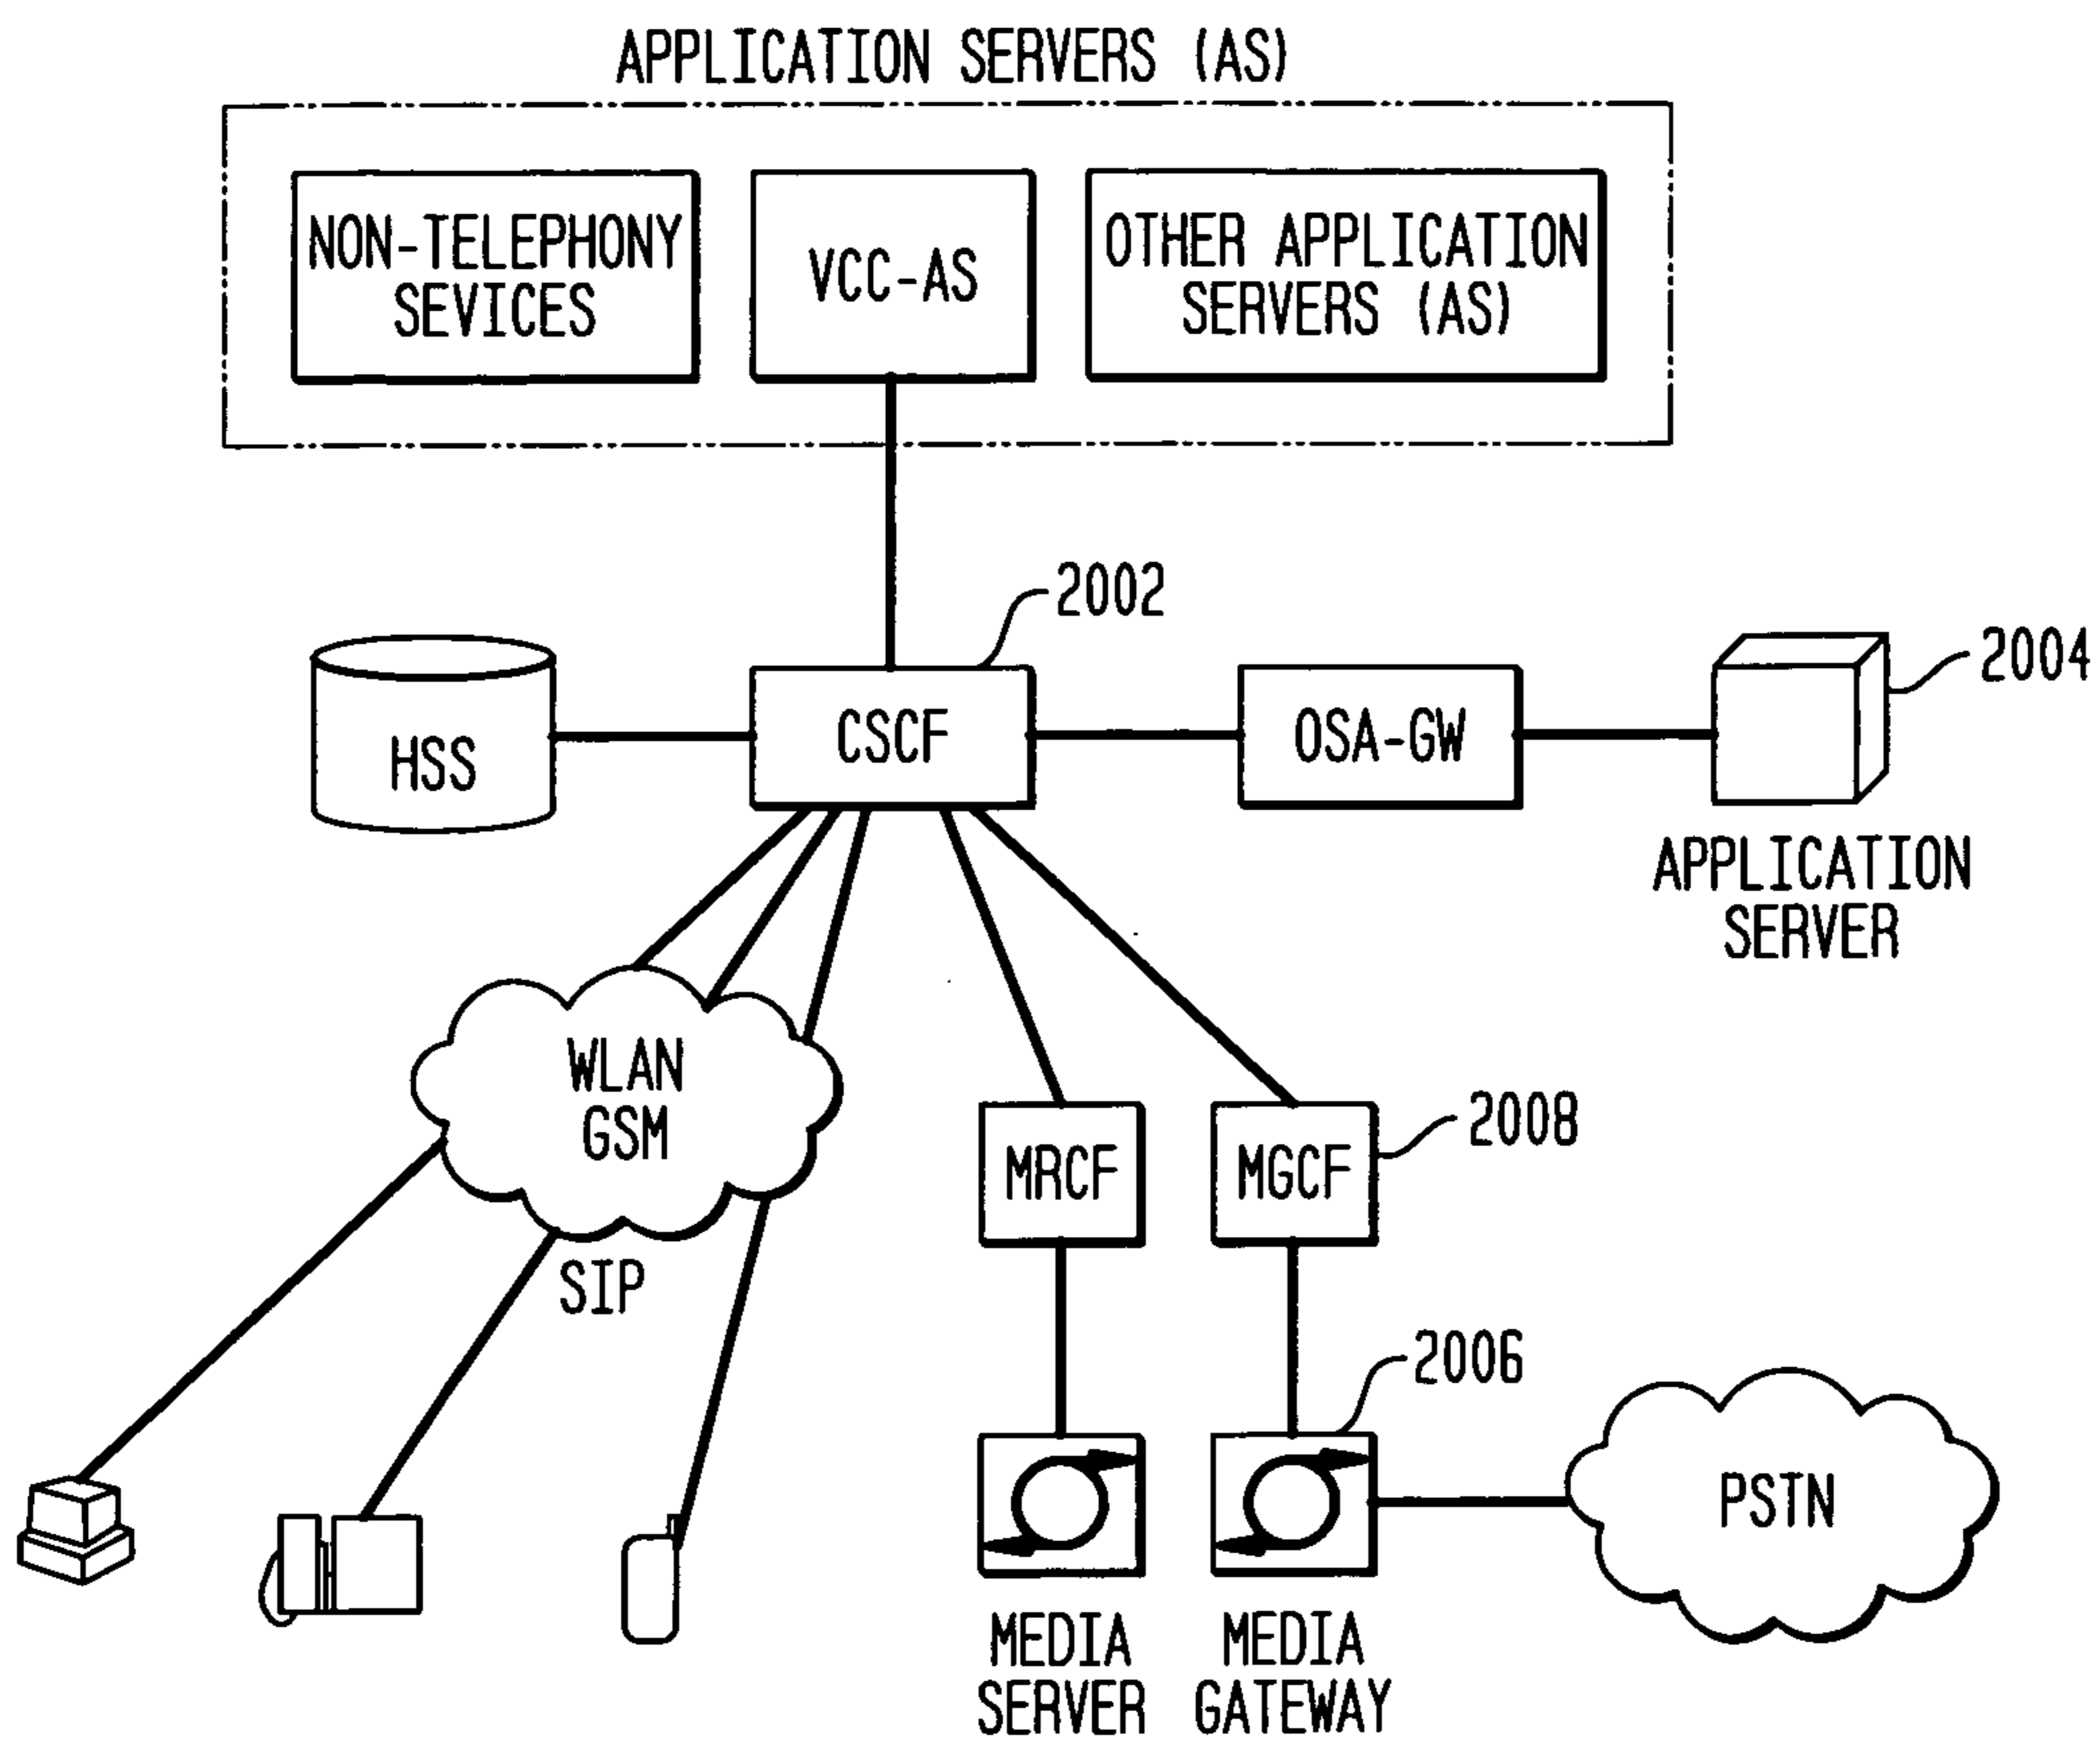 APPLICATION SERVERS (AS)
NON-TELEPHONY
SEVICES
VCC-AS
OTHER APPLICATION
SERVERS (AS)
2002
2004
HSS
CSCF
OSA-GW
APPLICATION
SERVER
WLAN
GSM
SIP
MRCF
MGCF
2008
2006
PSTN
MEDIA
SERVER
MEDIA
GATEWAY